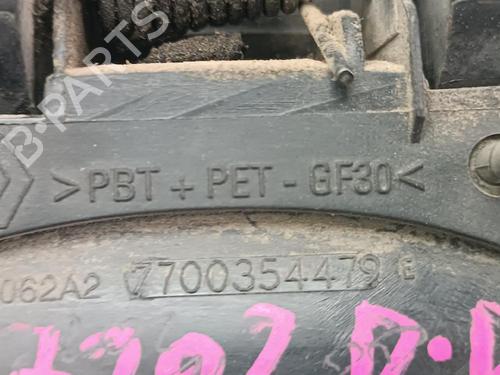 B-PARTS
>PBT + PET - GF30<
062A2 7700354479 E